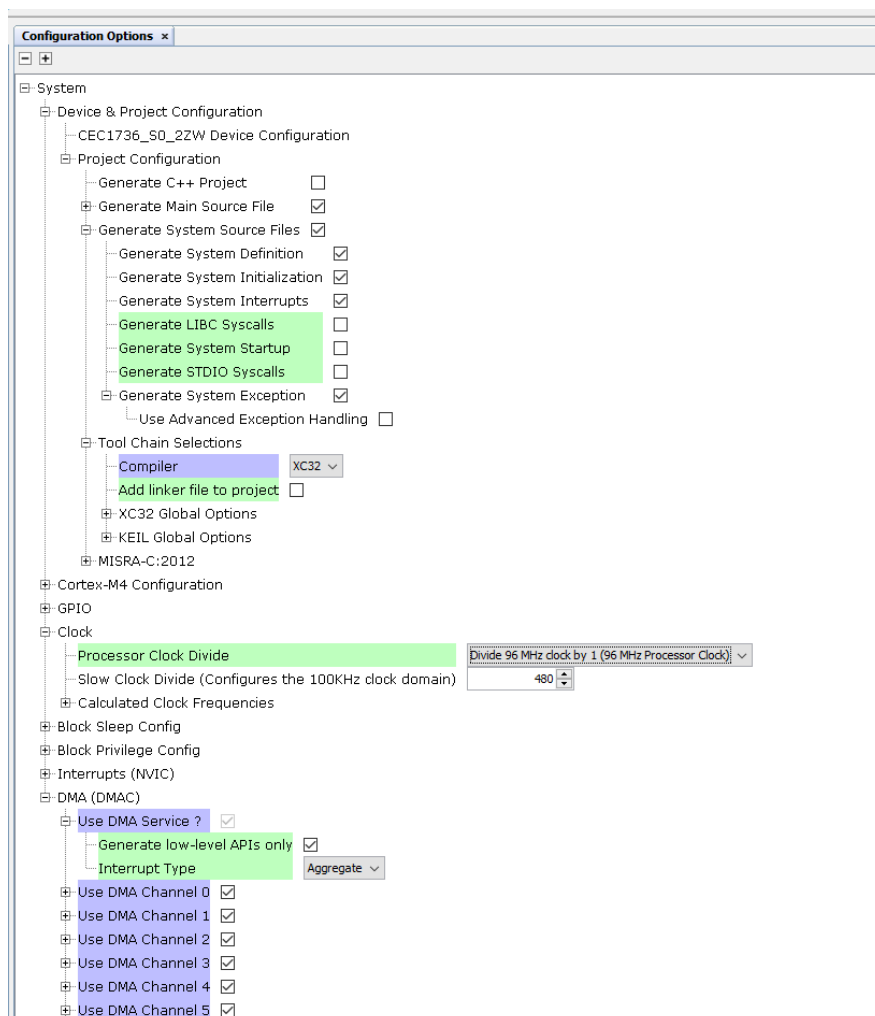 Configuration Options ×
System
Device & Project Configuration
CEC1736_S0_2ZW Device Configuration
Project Configuration
Generate C++ Project
Generate Main Source File
Generate System Source Files
Generate System Definition
Generate System Initialization
Generate System Interrupts
Generate LIBC Syscalls
Generate System Startup
Generate STDIO Syscalls
Generate System Exception
Use Advanced Exception Handling
Tool Chain Selections
Compiler XC32
Add linker file to project
XC32 Global Options
KEIL Global Options
MISRA-C:2012
Cortex-M4 Configuration
GPIO
Clock
Processor Clock Divide Divide 96 MHz clock by 1 (96 MHz Processor Clock)
Slow Clock Divide (Configures the 100KHz clock domain) 480
Calculated Clock Frequencies
Block Sleep Config
Block Privilege Config
Interrupts (NVIC)
DMA (DMAC)
Use DMA Service ?
Generate low-level APIs only
Interrupt Type Aggregate
Use DMA Channel 0
Use DMA Channel 1
Use DMA Channel 2
Use DMA Channel 3
Use DMA Channel 4
Use DMA Channel 5